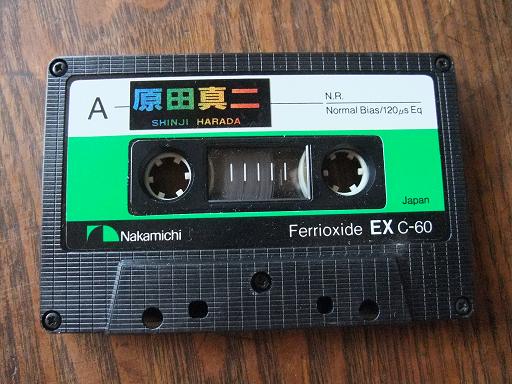 A
原田真二
SHINJI HARADA
N.R.
Normal Bias/120μs Eq
Japan
Nakamichi
Ferrioxide EX C-60